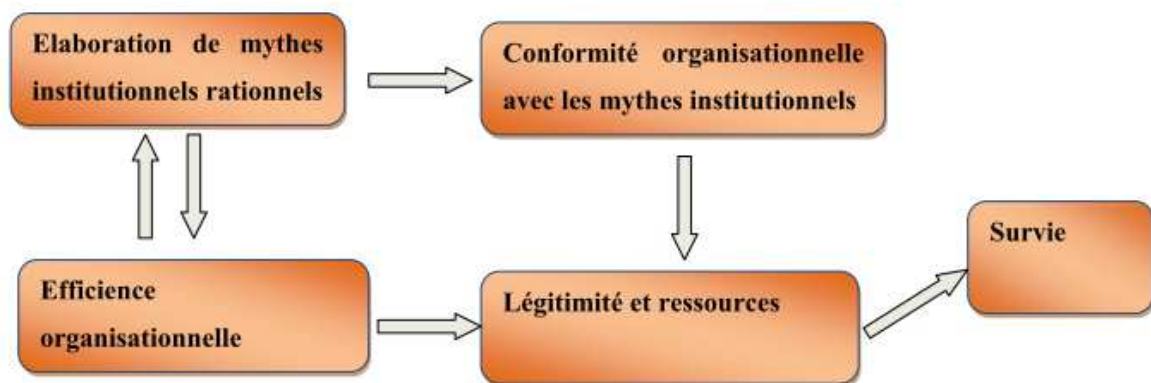 Elaboration de mythes
institutionnels rationnels
Conformité organisationnelle
avec les mythes institutionnels
Efficience
organisationnelle
Légitimité et ressources
Survie